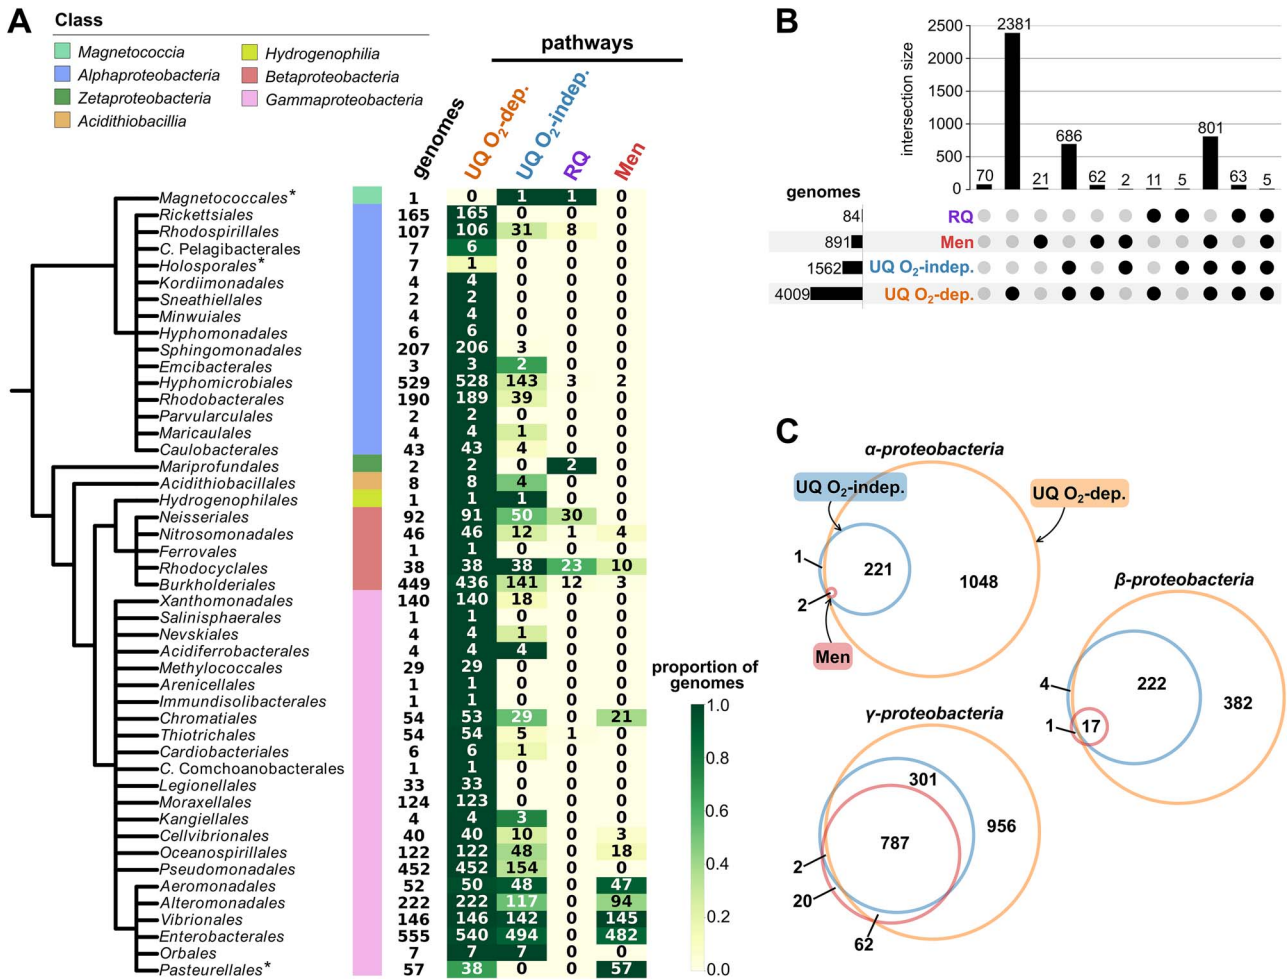 A
Class
Magnetococcia
Alphaproteobacteria
Zetaproteobacteria
Acidithiobacillia
Hydrogenophilia
Betaproteobacteria
Gammaproteobacteria
pathways
genomes
UQ O2-dep.
UQ O2-indep.
RQ
Men
Magnetococcales* 1 0 1 1 0
Rickettsiales 165 165 0 0 0
Rhodospirillales 107 106 31 8 0
C. Pelagibacterales 7 6 0 0 0
Holosporales* 7 1 0 0 0
Kordiimonadales 4 4 0 0 0
Sneathiellales 2 2 0 0 0
Minwuiales 4 4 0 0 0
Hyphomonadales 6 6 0 0 0
Sphingomonadales 207 206 3 0 0
Emcibacterales 3 3 2 0 0
Hyphomicrobiales 529 528 143 3 2
Rhodobacterales 190 189 39 0 0
Parvularculales 2 2 0 0 0
Maricaulales 4 4 1 0 0
Caulobacterales 43 43 4 0 0
Mariprofundales 2 2 0 2 0
Acidithiobacillales 8 8 4 0 0
Hydrogenophilales 1 1 1 0 0
Neisseriales 92 91 50 30 0
Nitrosomonadales 46 46 12 1 4
Ferrovales 1 1 0 0 0
Rhodocyclales 38 38 38 23 10
Burkholderiales 449 436 141 12 3
Xanthomonadales 140 140 18 0 0
Salinisphaerales 1 1 0 0 0
Nevskiales 4 4 1 0 0
Acidiferrobacterales 4 4 4 0 0
Methylococcales 29 29 0 0 0
Arenicellales 1 1 0 0 0
Immundisolibacterales 1 1 0 0 0
Chromatiales 54 53 29 0 21
Thiotrichales 54 54 5 1 0
Cardiobacteriales 6 6 1 0 0
C. Comchoanobacterales 1 1 0 0 0
Legionellales 33 33 0 0 0
Moraxellales 124 123 0 0 0
Kangiellales 4 4 3 0 0
Cellvibrionales 40 40 10 0 3
Oceanospirillales 122 122 48 0 18
Pseudomonadales 452 452 154 0 0
Aeromonadales 52 50 48 0 47
Alteromonadales 222 222 117 0 94
Vibrionales 146 146 142 0 145
Enterobacterales 555 540 494 0 482
Orbales 7 7 7 0 0
Pasteurellales* 57 38 0 0 57
proportion of
genomes
1.0
0.8
0.6
0.4
0.2
0.0
B
intersection size
2500
2000
1500
1000
500
0
70 2381 21 686 62 2 11 5 801 63 5
genomes
84 RQ
891 Men
1562 UQ O2-indep.
4009 UQ O2-dep.
C
α-proteobacteria
UQ O2-indep.
UQ O2-dep.
1
221
1048
2
Men
β-proteobacteria
4
222
382
1
17
γ-proteobacteria
301
956
787
2
20
62